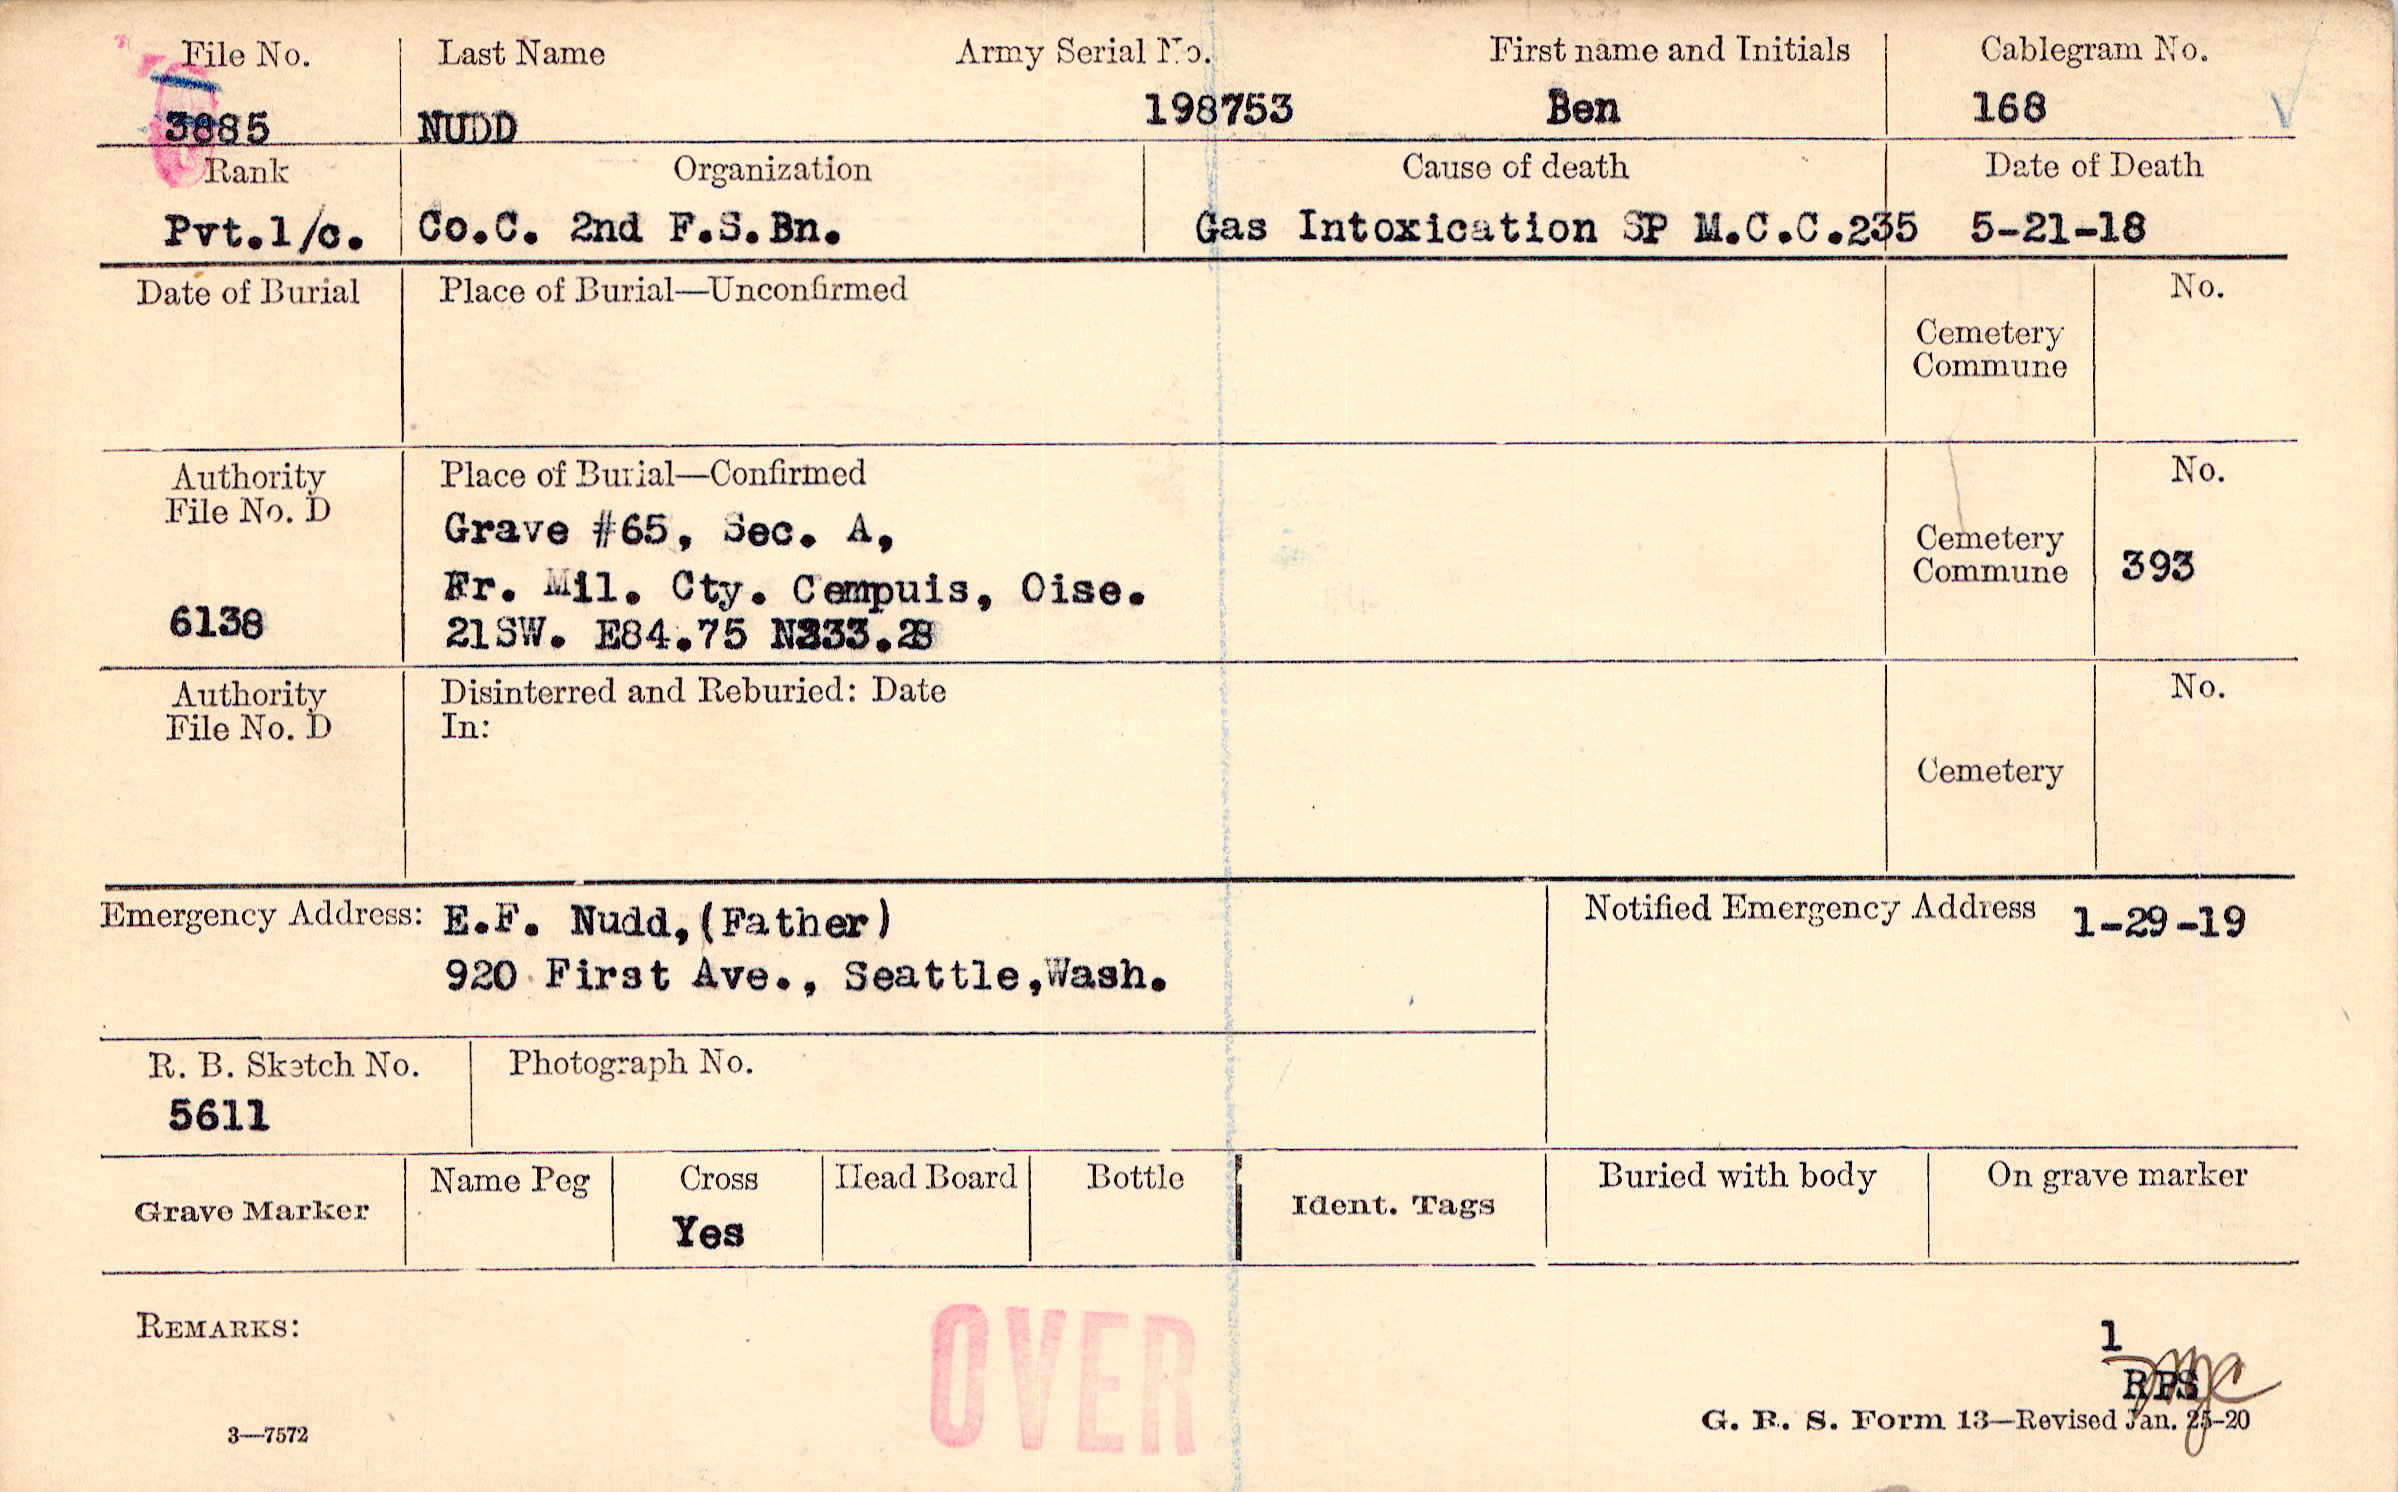 File No. Last Name Army Serial No. First name and Initials Cablegram No.
3885 NUDD 198753 Ben 168
Rank Organization Cause of death Date of Death
Pvt.1/c. Co.C. 2nd F.S.Bn. Gas Intoxication SP M.C.C.235 5-21-18
Date of Burial Place of Burial—Unconfirmed No.
Cemetery
Commune
Authority Place of Burial—Confirmed No.
File No. D
Grave #65, Sec. A,
Cemetery
Commune 393
Fr. Mil. Cty. Cempuis, Oise.
6138
21SW. E84.75
Authority Disinterred and Reburied: Date No.
File No. D In:
Cemetery
Emergency Address: E.F. Nudd,(Father) Notified Emergency Address 1-29-19
920 First Ave., Seattle,Wash.
R. B. Sketch No. Photograph No.
5611
Grave Marker Name Peg Cross Head Board Bottle Ident. Tags Buried with body On grave marker
Yes
REMARKS:
OVER
1
RPS
3—7572
G. R. S. Form 13—Revised Jan. 25-20